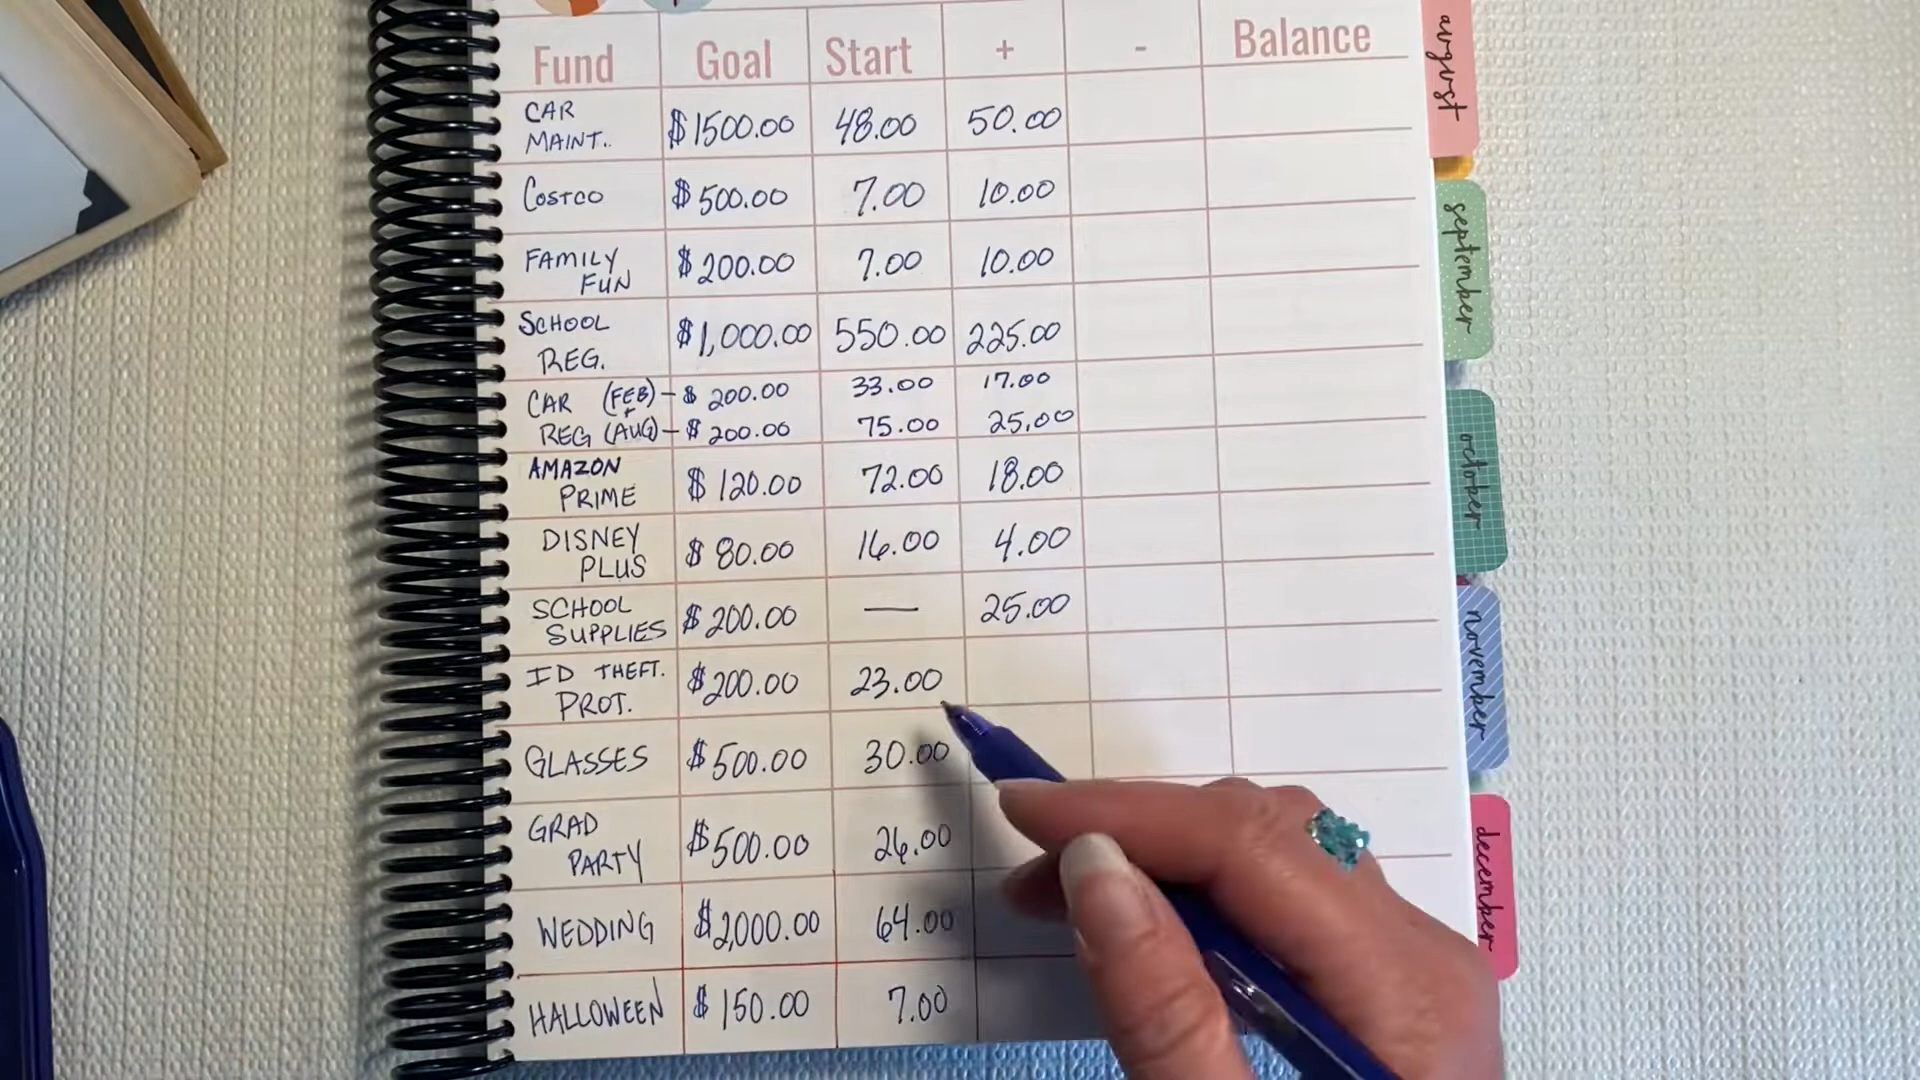 Fund Goal Start + - Balance
CAR
MAINT. $1500.00 48.00 50.00
COSTCO $500.00 7.00 10.00
FAMILY
FUN $200.00 7.00 10.00
SCHOOL
REG. $1,000.00 550.00 225.00
CAR (FEB) - $ 200.00 33.00 17.00
+
REG (AUG) - $ 200.00 75.00 25.00
AMAZON
PRIME $ 120.00 72.00 18.00
DISNEY
PLUS $ 80.00 16.00 4.00
SCHOOL
SUPPLIES $200.00 — 25.00
ID THEFT.
PROT. $200.00 23.00
GLASSES $500.00 30.00
GRAD
PARTY $500.00 26.00
WEDDING $2,000.00 64.00
HALLOWEEN $ 150.00 7.00
august
september
october
november
december